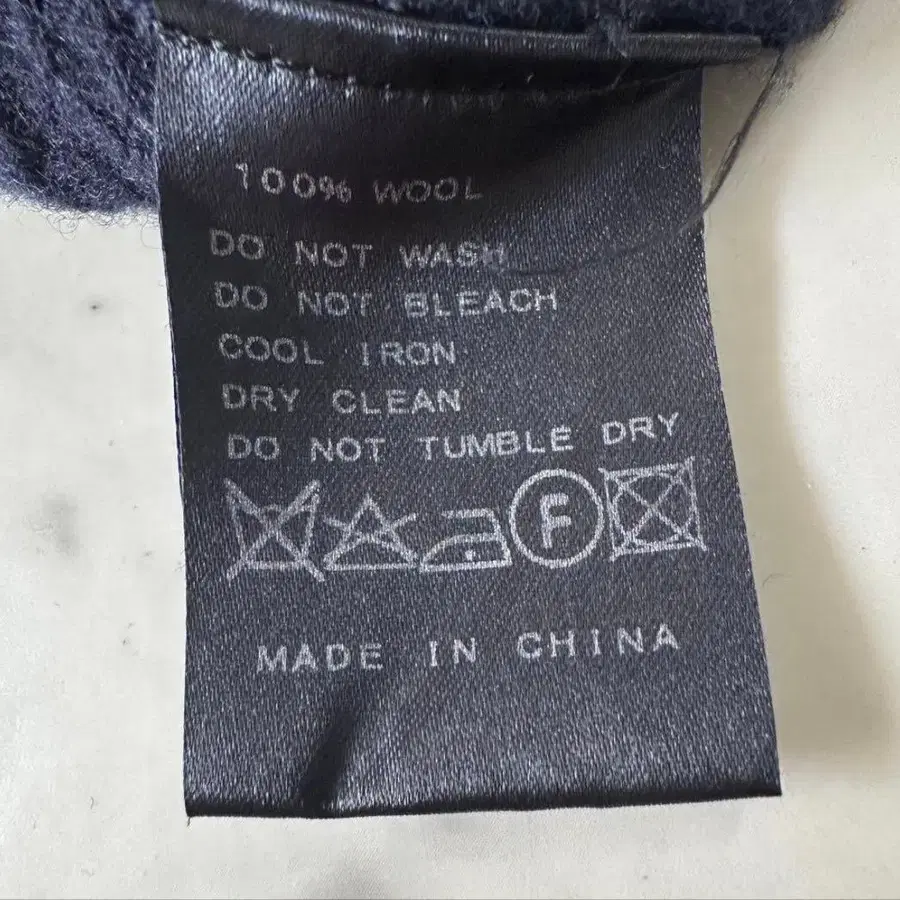 100% WOOL
DO NOT WASH
DO NOT BLEACH
COOL IRON
DRY CLEAN
DO NOT TUMBLE DRY
F
MADE IN CHINA